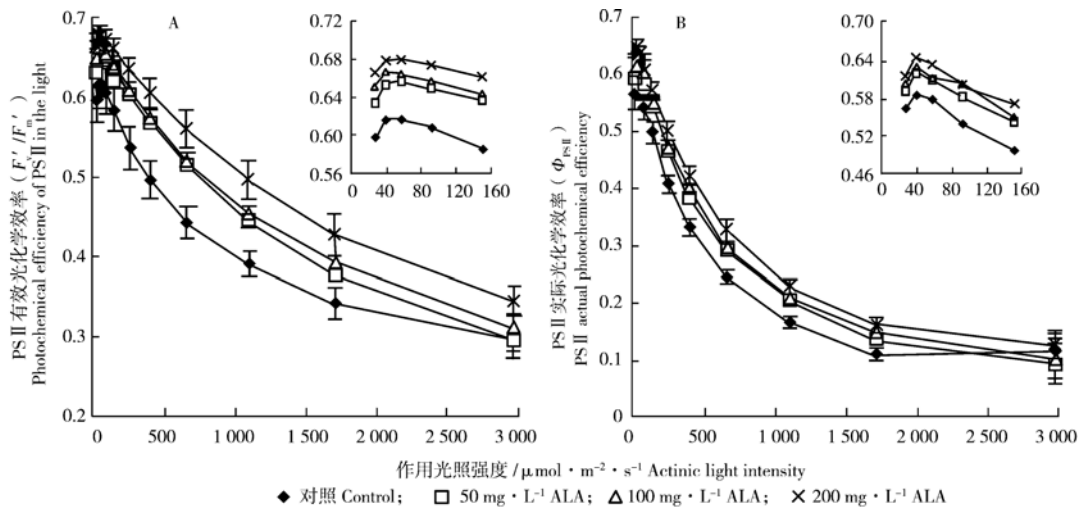 A
PSⅡ有效光化学效率(Fv′/Fm′)
Photochemical efficiency of PSⅡ in the light
0.7
0.6
0.5
0.4
0.3
0.2
0 500 1 000 1 500 2 000 2 500 3 000
0.72
0.68
0.64
0.60
0.56
0 40 80 120 160
B
PSⅡ实际光化学效率(ΦPSⅡ)
PSⅡ actual photochemical efficiency
0.7
0.6
0.5
0.4
0.3
0.2
0.1
0
0 500 1 000 1 500 2 000 2 500 3 000
0.70
0.64
0.58
0.52
0.46
0 40 80 120 160
作用光照强度/μmol·m⁻²·s⁻¹ Actinic light intensity
◆ 对照 Control; □ 50 mg·L⁻¹ ALA; △ 100 mg·L⁻¹ ALA; × 200 mg·L⁻¹ ALA